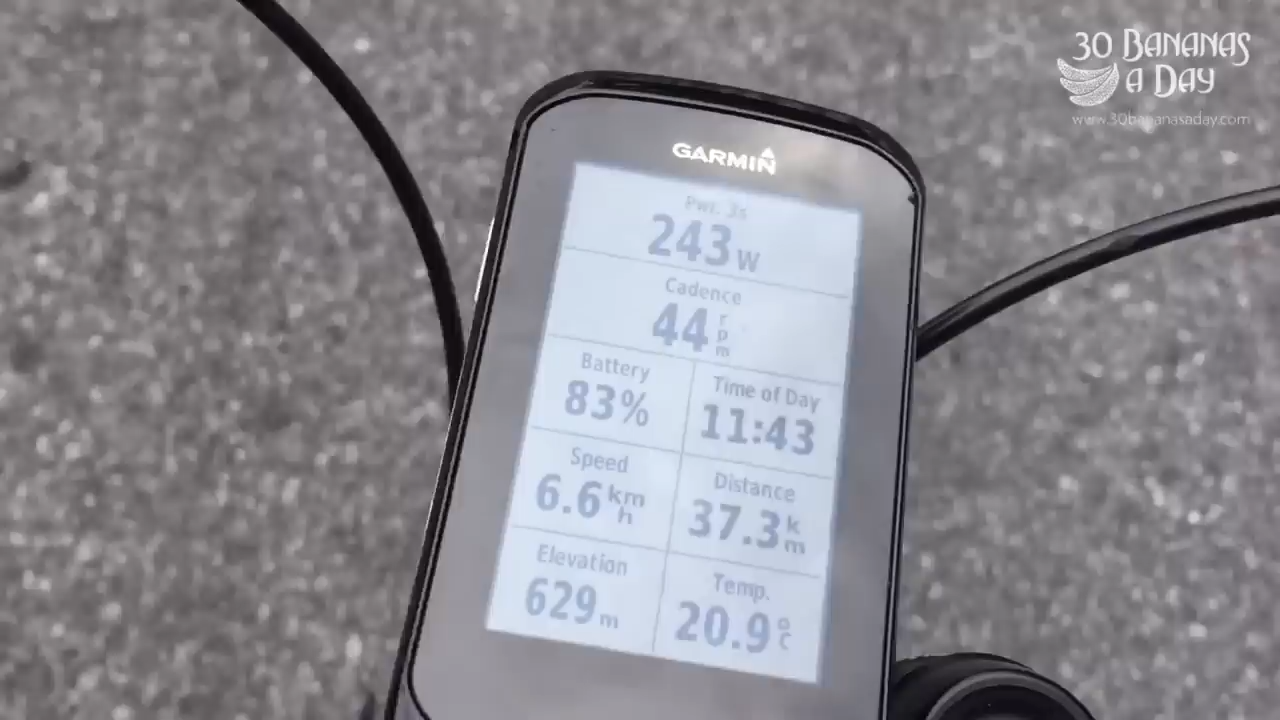 30 BANANAS
A DAY
www.30bananasaday.com
GARMIN
Pwr. 3s
243 W
Cadence
44 rpm
Battery
83%
Time of Day
11:43
Speed
6.6 km/h
Distance
37.3 km
Elevation
629 m
Temp.
20.9 °C